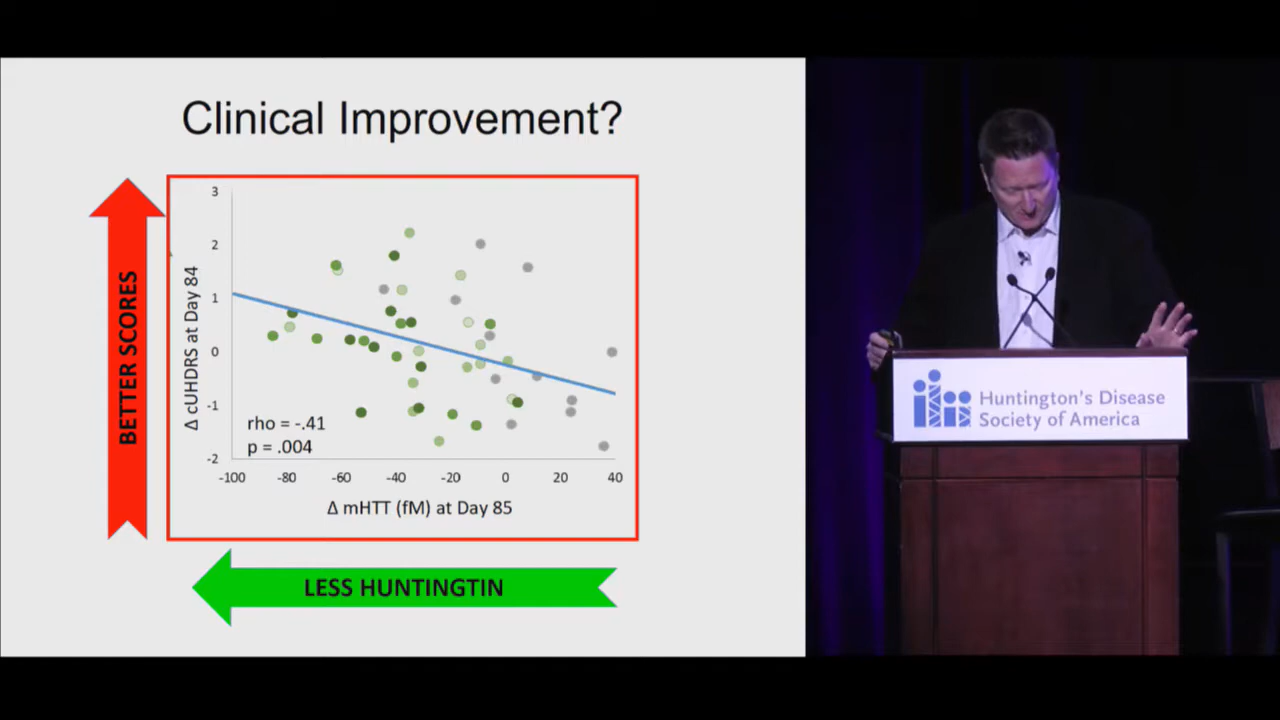 Clinical Improvement?
BETTER SCORES
Δ cUHDRS at Day 84
3
2
1
0
-1
-2
rho = -.41
p = .004
-100
-80
-60
-40
-20
0
20
40
Δ mHTT (fM) at Day 85
LESS HUNTINGTIN
Huntington's Disease
Society of America